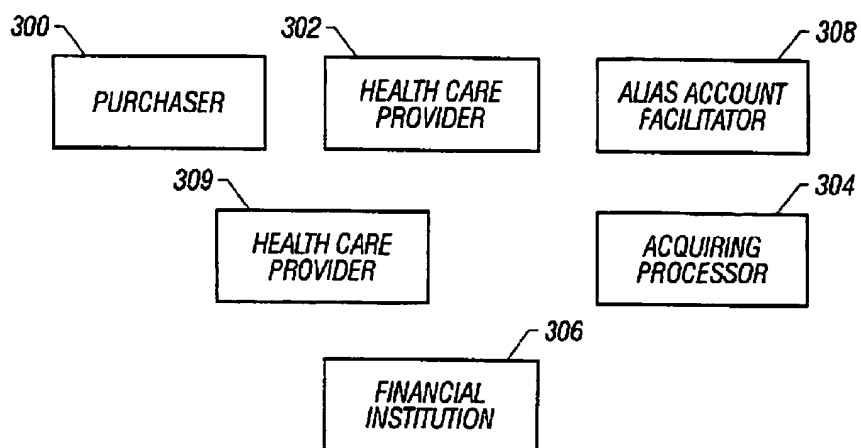 300
302
308
PURCHASER
HEALTH CARE
PROVIDER
ALIAS ACCOUNT
FACILITATOR
309
304
HEALTH CARE
PROVIDER
ACQUIRING
PROCESSOR
306
FINANCIAL
INSTITUTION